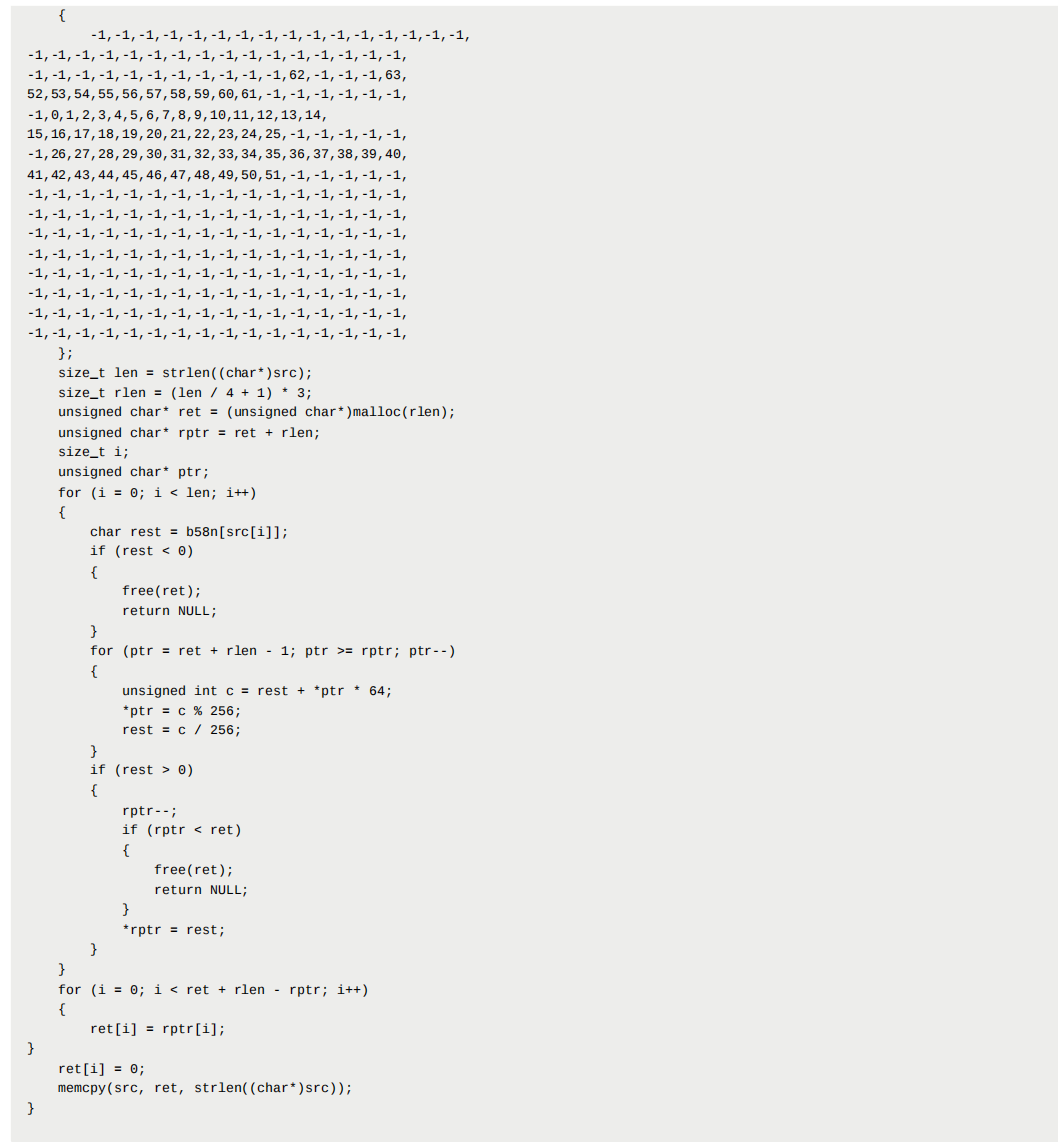 {
-1,-1,-1,-1,-1,-1,-1,-1,-1,-1,-1,-1,-1,-1,-1,-1,
-1,-1,-1,-1,-1,-1,-1,-1,-1,-1,-1,-1,-1,-1,-1,-1,
-1,-1,-1,-1,-1,-1,-1,-1,-1,-1,-1,62,-1,-1,-1,63,
52,53,54,55,56,57,58,59,60,61,-1,-1,-1,-1,-1,-1,
-1,0,1,2,3,4,5,6,7,8,9,10,11,12,13,14,
15,16,17,18,19,20,21,22,23,24,25,-1,-1,-1,-1,-1,
-1,26,27,28,29,30,31,32,33,34,35,36,37,38,39,40,
41,42,43,44,45,46,47,48,49,50,51,-1,-1,-1,-1,-1,
-1,-1,-1,-1,-1,-1,-1,-1,-1,-1,-1,-1,-1,-1,-1,-1,
-1,-1,-1,-1,-1,-1,-1,-1,-1,-1,-1,-1,-1,-1,-1,-1,
-1,-1,-1,-1,-1,-1,-1,-1,-1,-1,-1,-1,-1,-1,-1,-1,
-1,-1,-1,-1,-1,-1,-1,-1,-1,-1,-1,-1,-1,-1,-1,-1,
-1,-1,-1,-1,-1,-1,-1,-1,-1,-1,-1,-1,-1,-1,-1,-1,
-1,-1,-1,-1,-1,-1,-1,-1,-1,-1,-1,-1,-1,-1,-1,-1,
-1,-1,-1,-1,-1,-1,-1,-1,-1,-1,-1,-1,-1,-1,-1,-1,
-1,-1,-1,-1,-1,-1,-1,-1,-1,-1,-1,-1,-1,-1,-1,-1,
};
size_t len = strlen((char*)src);
size_t rlen = (len / 4 + 1) * 3;
unsigned char* ret = (unsigned char*)malloc(rlen);
unsigned char* rptr = ret + rlen;
size_t i;
unsigned char* ptr;
for (i = 0; i < len; i++)
{
char rest = b58n[src[i]];
if (rest < 0)
{
free(ret);
return NULL;
}
for (ptr = ret + rlen - 1; ptr >= rptr; ptr--)
{
unsigned int c = rest + *ptr * 64;
*ptr = c % 256;
rest = c / 256;
}
if (rest > 0)
{
rptr--;
if (rptr < ret)
{
free(ret);
return NULL;
}
*rptr = rest;
}
}
for (i = 0; i < ret + rlen - rptr; i++)
{
ret[i] = rptr[i];
}
ret[i] = 0;
memcpy(src, ret, strlen((char*)src));
}